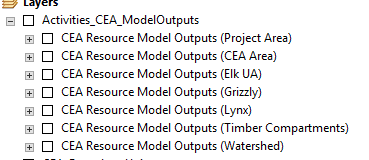 Layers
Activities_CEA_ModelOutputs
CEA Resource Model Outputs (Project Area)
CEA Resource Model Outputs (CEA Area)
CEA Resource Model Outputs (Elk UA)
CEA Resource Model Outputs (Grizzly)
CEA Resource Model Outputs (Lynx)
CEA Resource Model Outputs (Timber Compartments)
CEA Resource Model Outputs (Watershed)